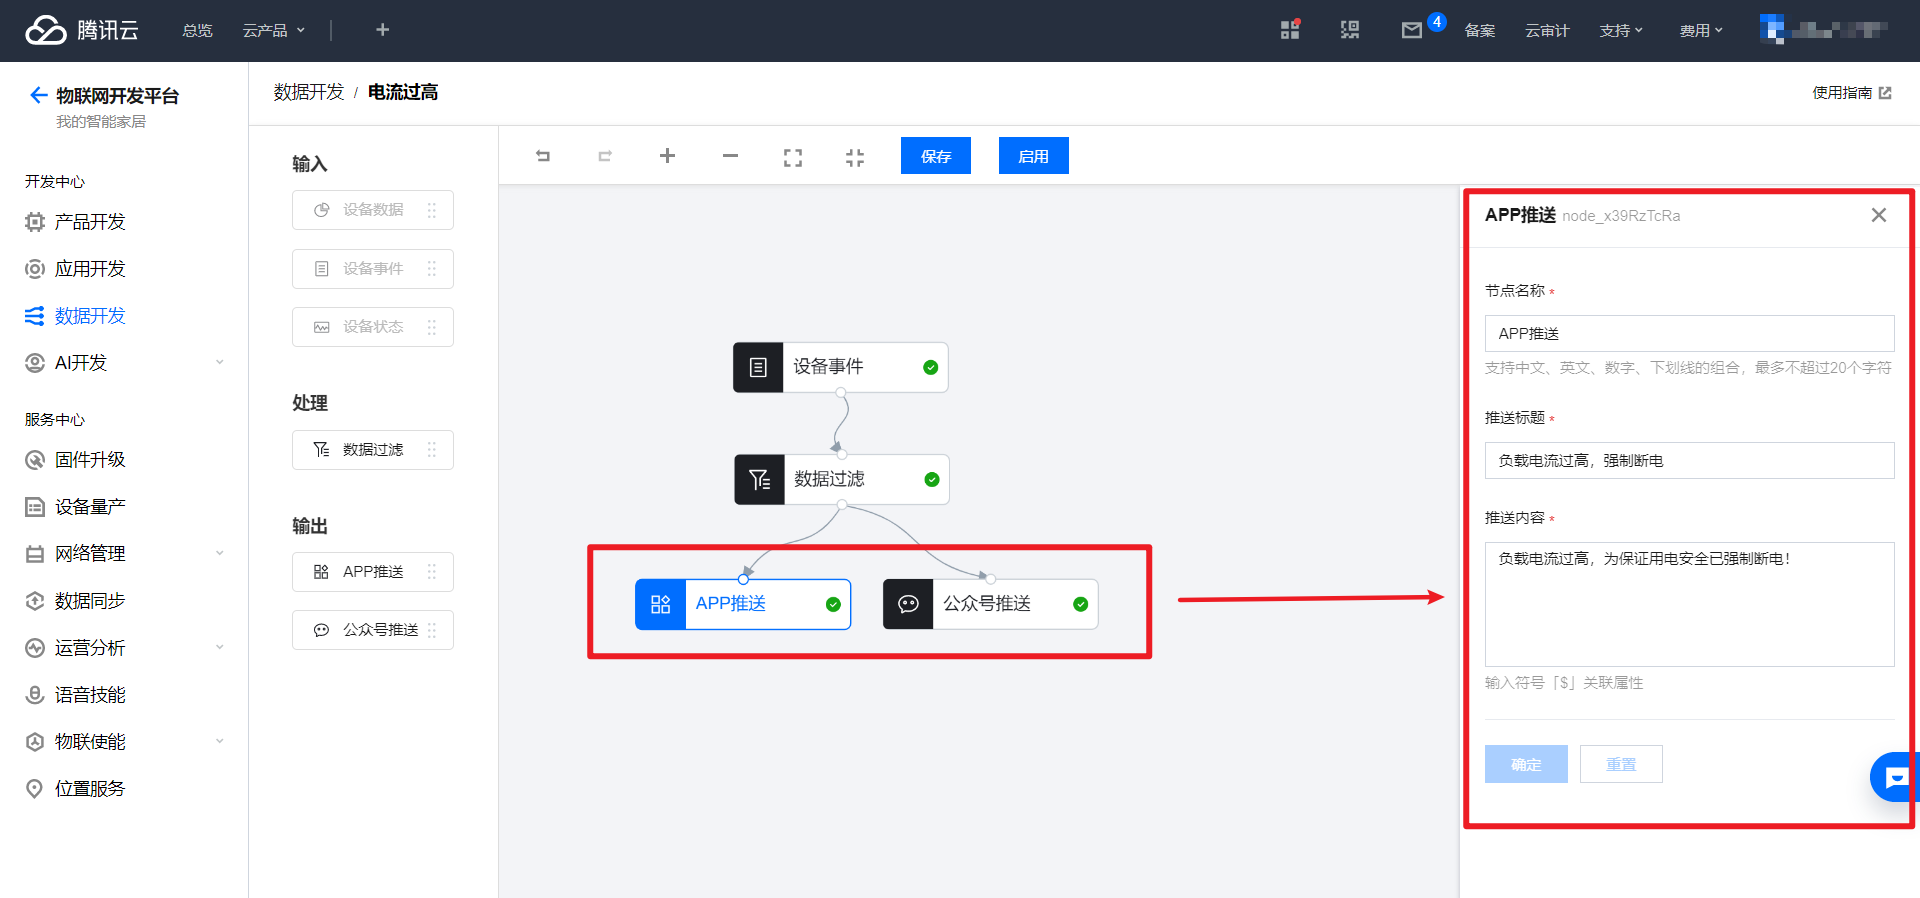 腾讯云
总览
云产品
4
备案
云审计
支持
费用
物联网开发平台
我的智能家居
开发中心
产品开发
应用开发
数据开发
AI开发
服务中心
固件升级
设备量产
网络管理
数据同步
运营分析
语音技能
物联使能
位置服务
数据开发 / 电流过高
使用指南
输入
设备数据
设备事件
设备状态
处理
数据过滤
输出
APP推送
公众号推送
保存
启用
设备事件
数据过滤
APP推送
公众号推送
APP推送 node_x39RzTcRa
节点名称 *
APP推送
支持中文、英文、数字、下划线的组合，最多不超过20个字符
推送标题 *
负载电流过高，强制断电
推送内容 *
负载电流过高，为保证用电安全已强制断电！
输入符号「$」关联属性
确定
重置